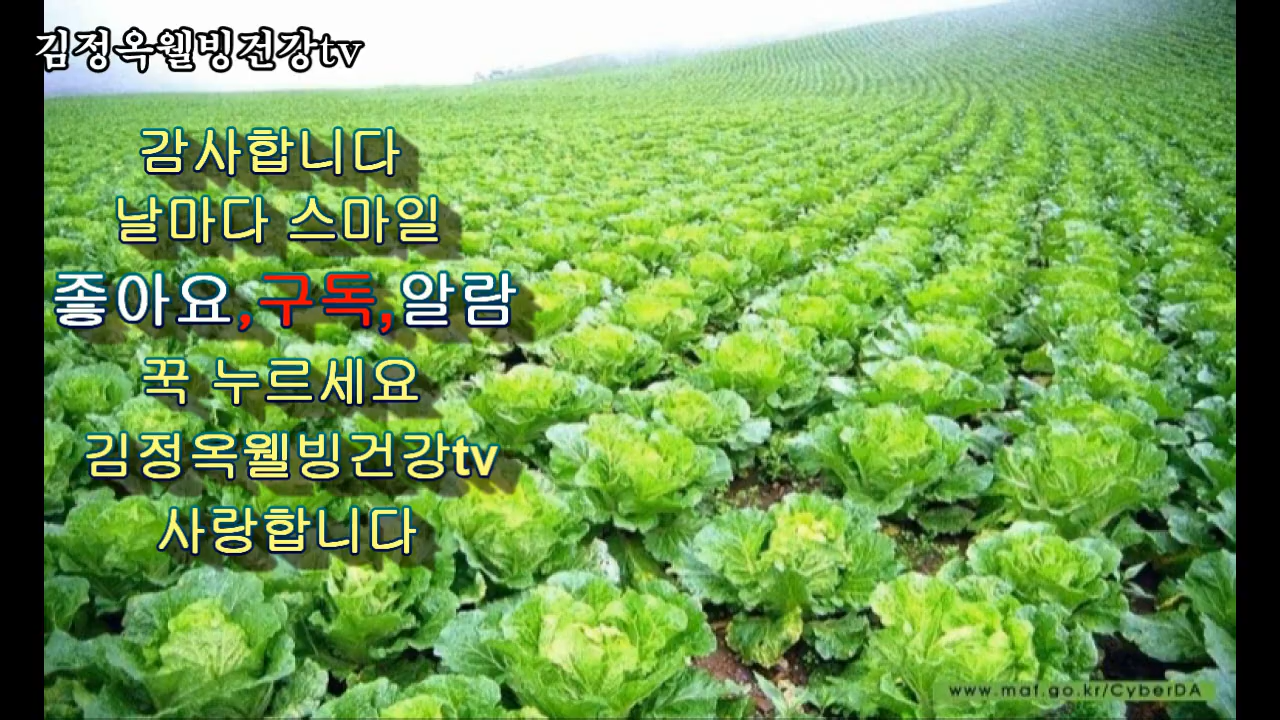 김정옥웰빙건강tv
감사합니다
날마다 스마일
좋아요,구독,알람
꾹 누르세요
김정옥웰빙건강tv
사랑합니다
www.maf.go.kr/CyberDA